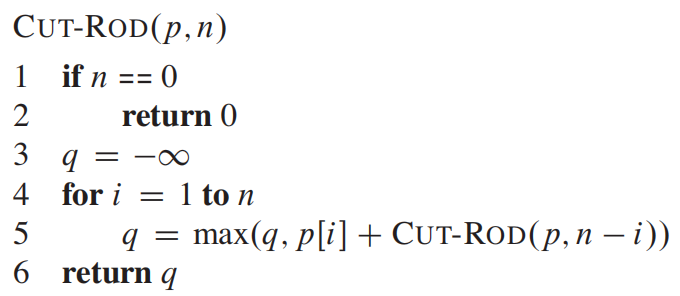 CUT-ROD(p, n)
1 if n == 0
2 return 0
3 q = −∞
4 for i = 1 to n
5 q = max(q, p[i] + CUT-ROD(p, n − i))
6 return q